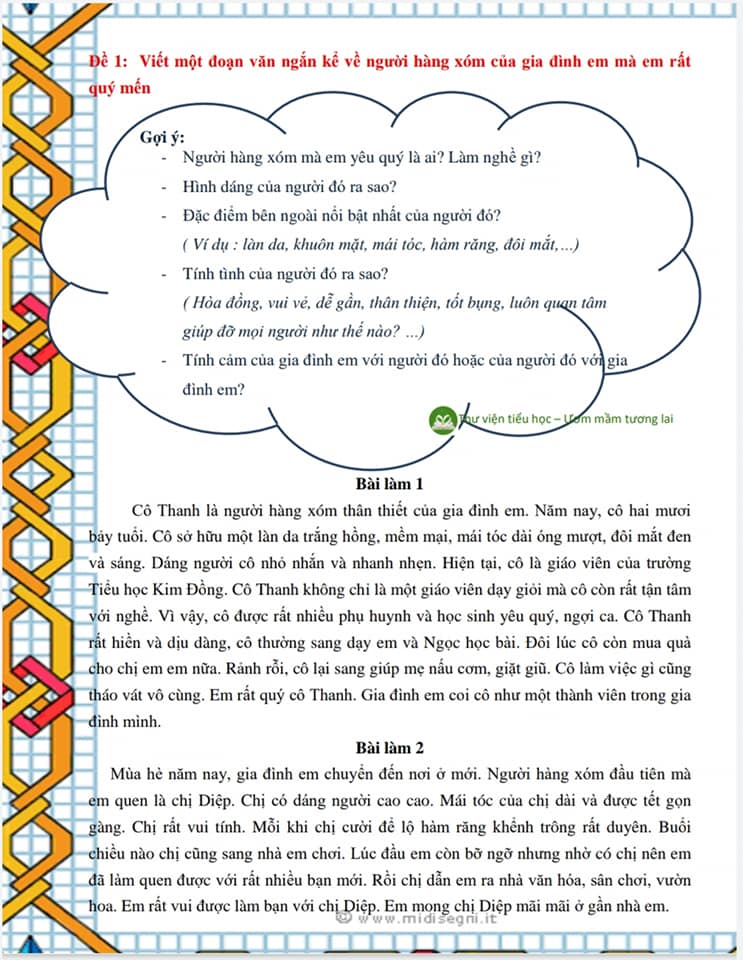 Đề 1: Viết một đoạn văn ngắn kể về người hàng xóm của gia đình em mà em rất
quý mến
Gợi ý:
- Người hàng xóm mà em yêu quý là ai? Làm nghề gì?
- Hình dáng của người đó ra sao?
- Đặc điểm bên ngoài nổi bật nhất của người đó?
( Ví dụ : làn da, khuôn mặt, mái tóc, hàm răng, đôi mắt,…)
- Tính tình của người đó ra sao?
( Hòa đồng, vui vẻ, dễ gần, thân thiện, tốt bụng, luôn quan tâm
giúp đỡ mọi người như thế nào? …)
- Tình cảm của gia đình em với người đó hoặc của người đó với gia
đình em?
Thư viện tiểu học – Ươm mầm tương lai
Bài làm 1
Cô Thanh là người hàng xóm thân thiết của gia đình em. Năm nay, cô hai mươi
bảy tuổi. Cô sở hữu một làn da trắng hồng, mềm mại, mái tóc dài óng mượt, đôi mắt đen
và sáng. Dáng người cô nhỏ nhắn và nhanh nhẹn. Hiện tại, cô là giáo viên của trường
Tiểu học Kim Đồng. Cô Thanh không chỉ là một giáo viên dạy giỏi mà cô còn rất tận tâm
với nghề. Vì vậy, cô được rất nhiều phụ huynh và học sinh yêu quý, ngợi ca. Cô Thanh
rất hiền và dịu dàng, cô thường sang dạy em và Ngọc học bài. Đôi lúc cô còn mua quà
cho chị em em nữa. Rảnh rỗi, cô lại sang giúp mẹ nấu cơm, giặt giũ. Cô làm việc gì cũng
tháo vát vô cùng. Em rất quý cô Thanh. Gia đình em coi cô như một thành viên trong gia
đình mình.
Bài làm 2
Mùa hè năm nay, gia đình em chuyển đến nơi ở mới. Người hàng xóm đầu tiên mà
em quen là chị Diệp. Chị có dáng người cao cao. Mái tóc của chị dài và được tết gọn
gàng. Chị rất vui tính. Mỗi khi chị cười để lộ hàm răng khểnh trông rất duyên. Buổi
chiều nào chị cũng sang nhà em chơi. Lúc đầu em còn bỡ ngỡ nhưng nhờ có chị nên em
đã làm quen được với rất nhiều bạn mới. Rồi chị dẫn em ra nhà văn hóa, sân chơi, vườn
hoa. Em rất vui được làm bạn với chị Diệp. Em mong chị Diệp mãi mãi ở gần nhà em.
© www.midisegni.it